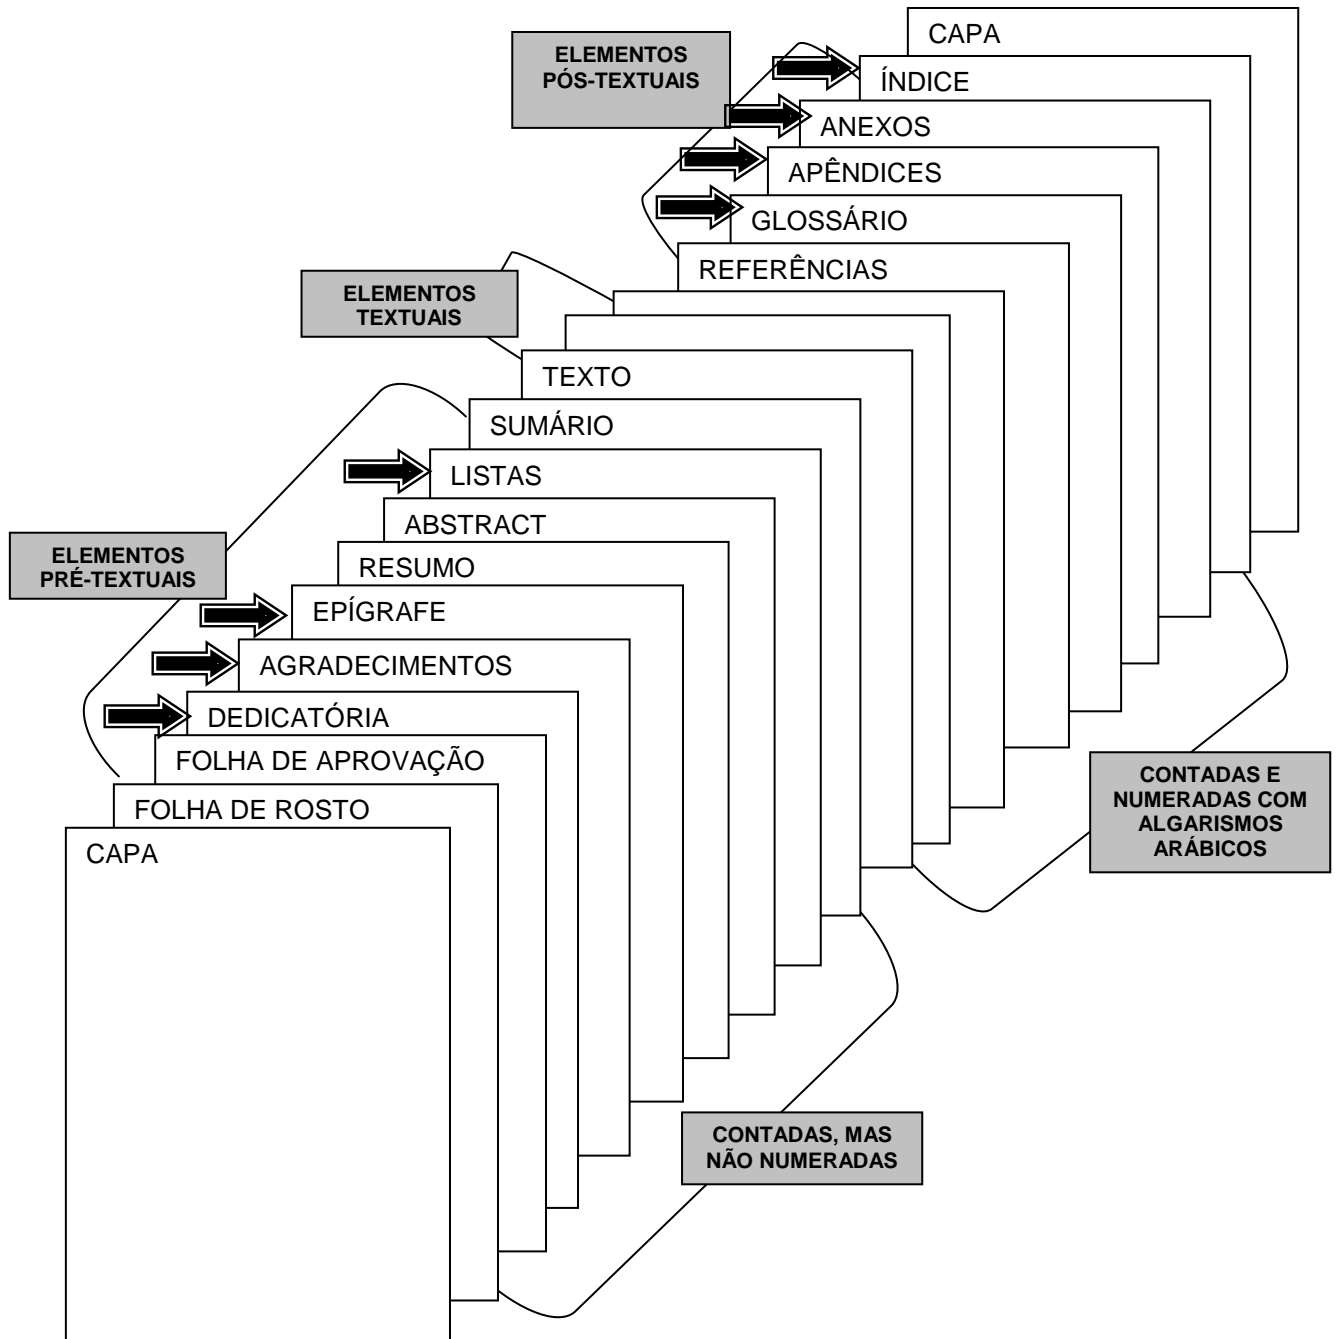 CAPA
ELEMENTOS
PÓS-TEXTUAIS
ÍNDICE
ANEXOS
APÊNDICES
GLOSSÁRIO
REFERÊNCIAS
ELEMENTOS
TEXTUAIS
TEXTO
SUMÁRIO
LISTAS
ABSTRACT
ELEMENTOS
PRÉ-TEXTUAIS
RESUMO
EPÍGRAFE
AGRADECIMENTOS
DEDICATÓRIA
FOLHA DE APROVAÇÃO
FOLHA DE ROSTO
CAPA
CONTADAS E
NUMERADAS COM
ALGARISMOS
ARÁBICOS
CONTADAS, MAS
NÃO NUMERADAS